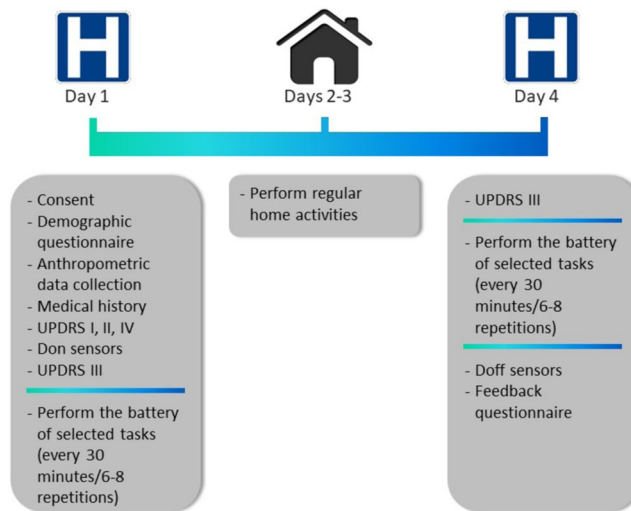 H
H
Day 1
Days 2-3
Day 4
- Consent
- Demographic
questionnaire
- Anthropometric
data collection
- Medical history
- UPDRS I, II, IV
- Don sensors
- UPDRS III
- Perform the battery
of selected tasks
(every 30
minutes/6-8
repetitions)
- Perform regular
home activities
- UPDRS III
- Perform the battery
of selected tasks
(every 30
minutes/6-8
repetitions)
- Doff sensors
- Feedback
questionnaire